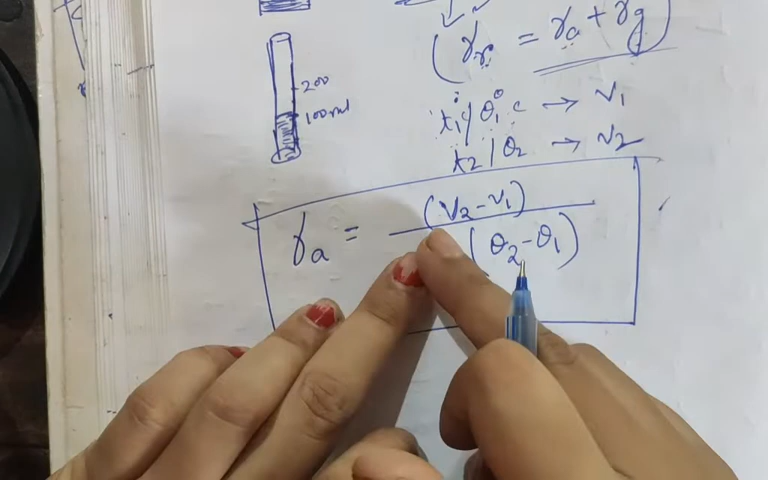 (γr = γa + γg)
200
100ml
t1/θ1°c → V1
t2/θ2 → V2
γa = (V2-V1)
(θ2-θ1)